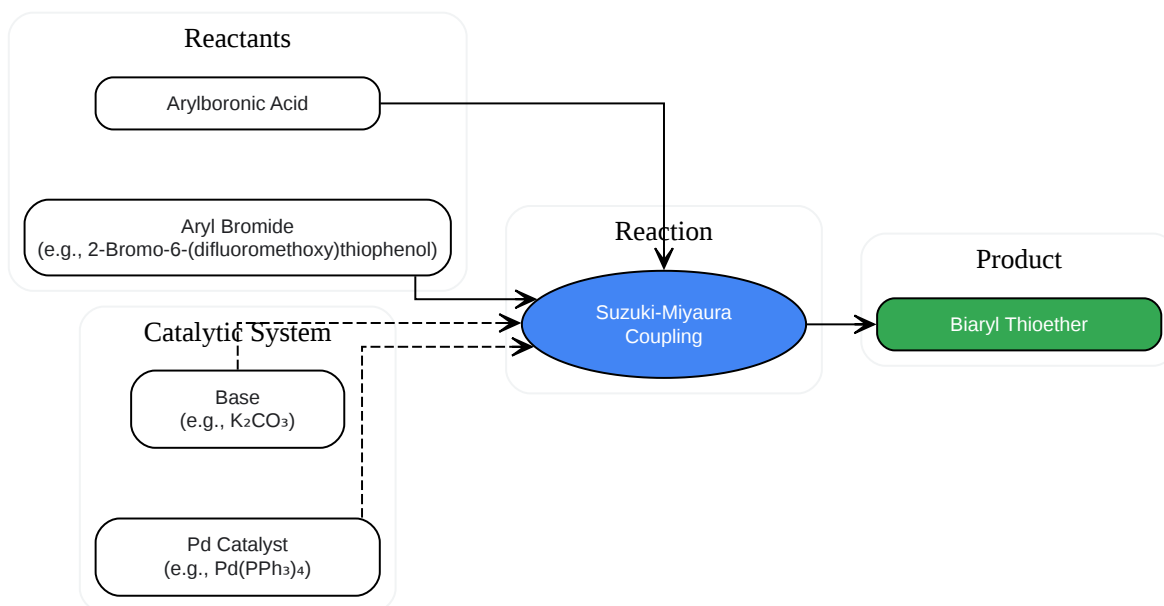 Reactants
Arylboronic Acid
Aryl Bromide
(e.g., 2-Bromo-6-(difluoromethoxy)thiophenol)
Catalytic System
Base
(e.g., K₂CO₃)
Pd Catalyst
(e.g., Pd(PPh₃)₄)
Reaction
Suzuki-Miyaura
Coupling
Product
Biaryl Thioether